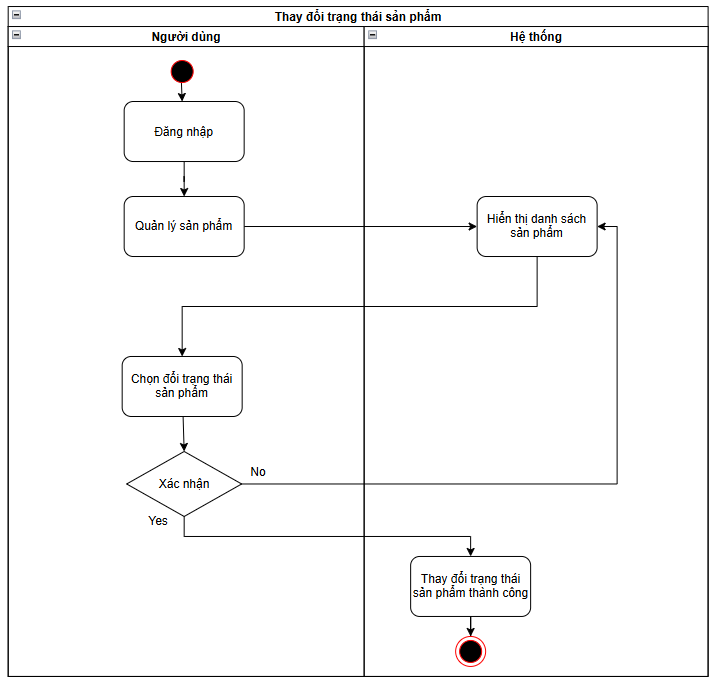 Thay đổi trạng thái sản phẩm
Người dùng
Hệ thống
Đăng nhập
Quản lý sản phẩm
Hiển thị danh sách
sản phẩm
Chọn đổi trạng thái
sản phẩm
Xác nhận
No
Yes
Thay đổi trạng thái
sản phẩm thành công